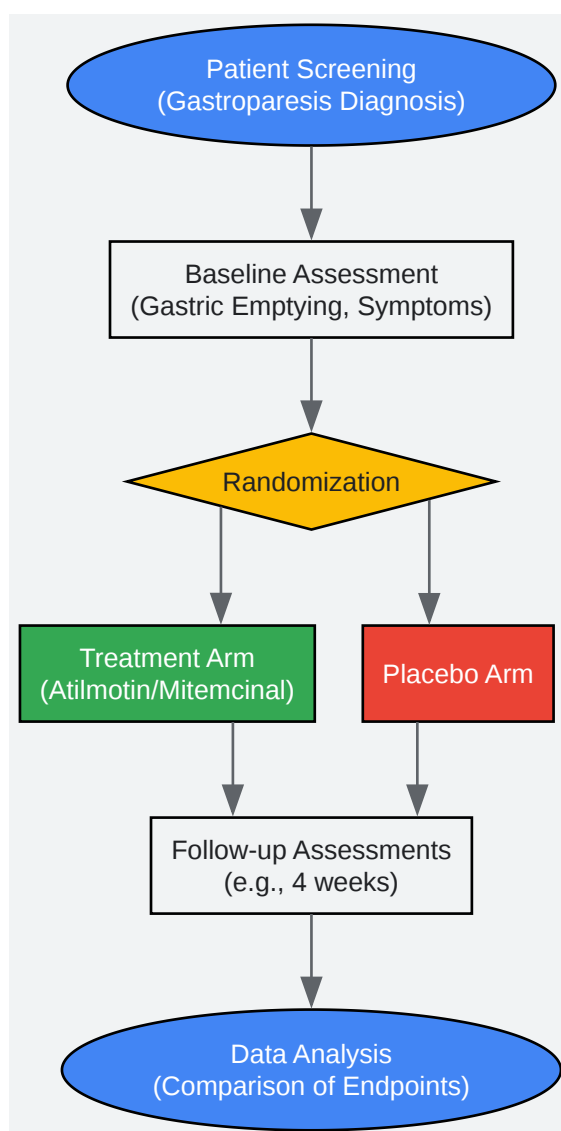 Patient Screening
(Gastroparesis Diagnosis)
Baseline Assessment
(Gastric Emptying, Symptoms)
Randomization
Treatment Arm
(Atilmotin/Mitemcinal)
Placebo Arm
Follow-up Assessments
(e.g., 4 weeks)
Data Analysis
(Comparison of Endpoints)